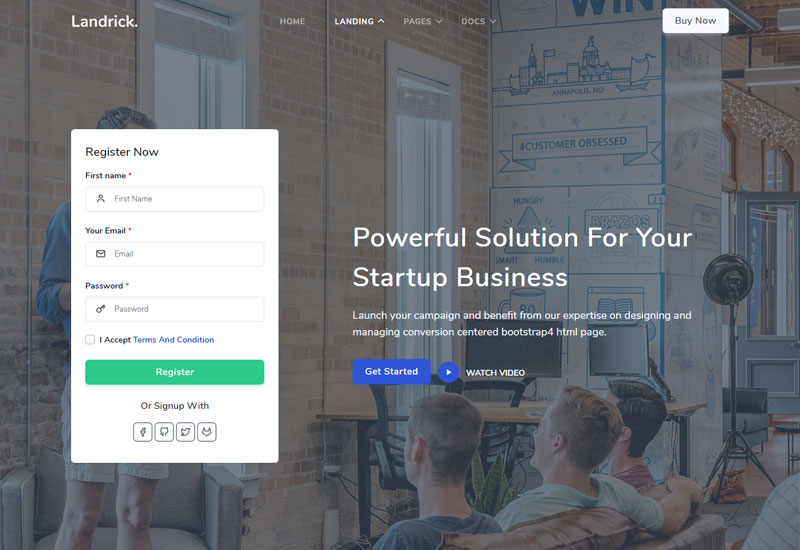 Landrick.
HOME
LANDING
PAGES
DOCS
Buy Now
WIN
ANNAPOLIS, MD
#CUSTOMER OBSESSED
HUNGRY
SMART HUMBLE
BRAZOS
Register Now
First name *
First Name
Your Email *
Email
Password *
Password
I Accept Terms And Condition
Register
Or Signup With
Powerful Solution For Your
Startup Business
Launch your campaign and benefit from our expertise on designing and
managing conversion centered bootstrap4 html page.
Get Started
WATCH VIDEO